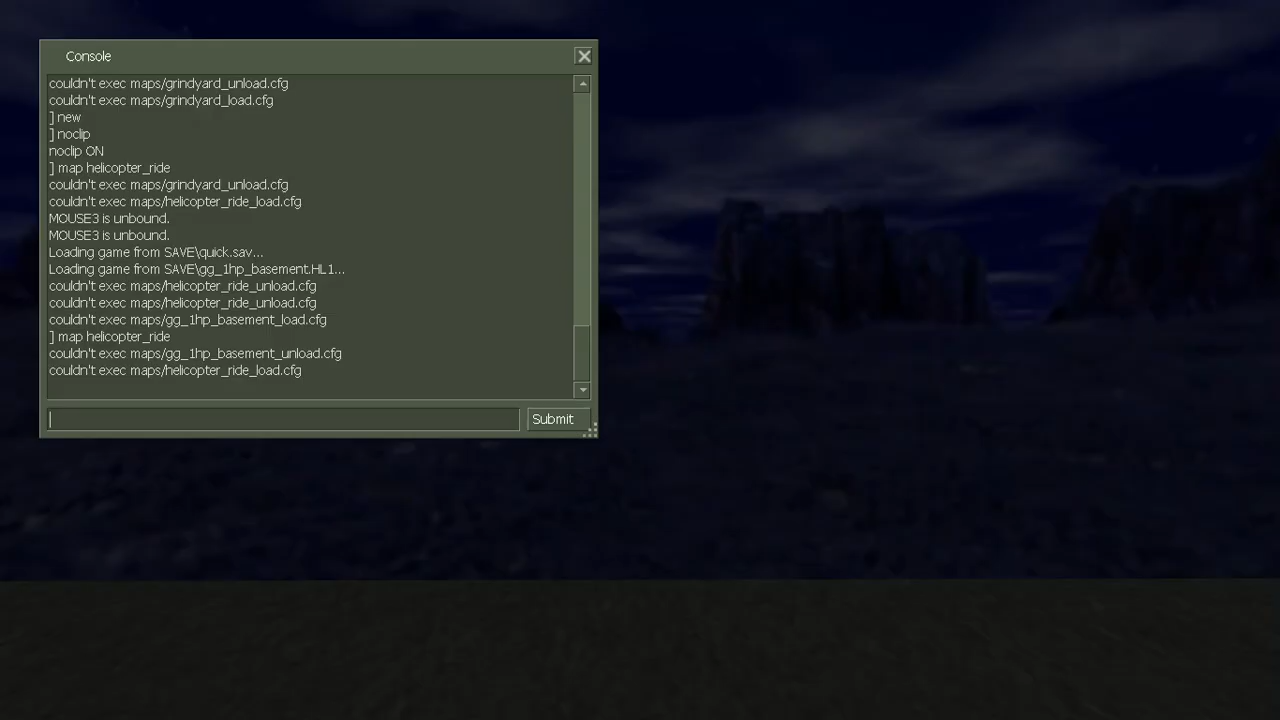 Console
couldn't exec maps/grindyard_unload.cfg
couldn't exec maps/grindyard_load.cfg
] new
] noclip
noclip ON
] map helicopter_ride
couldn't exec maps/grindyard_unload.cfg
couldn't exec maps/helicopter_ride_load.cfg
MOUSE3 is unbound.
MOUSE3 is unbound.
Loading game from SAVE\quick.sav...
Loading game from SAVE\gg_1hp_basement.HL1...
couldn't exec maps/helicopter_ride_unload.cfg
couldn't exec maps/helicopter_ride_unload.cfg
couldn't exec maps/gg_1hp_basement_load.cfg
] map helicopter_ride
couldn't exec maps/gg_1hp_basement_unload.cfg
couldn't exec maps/helicopter_ride_load.cfg
Submit